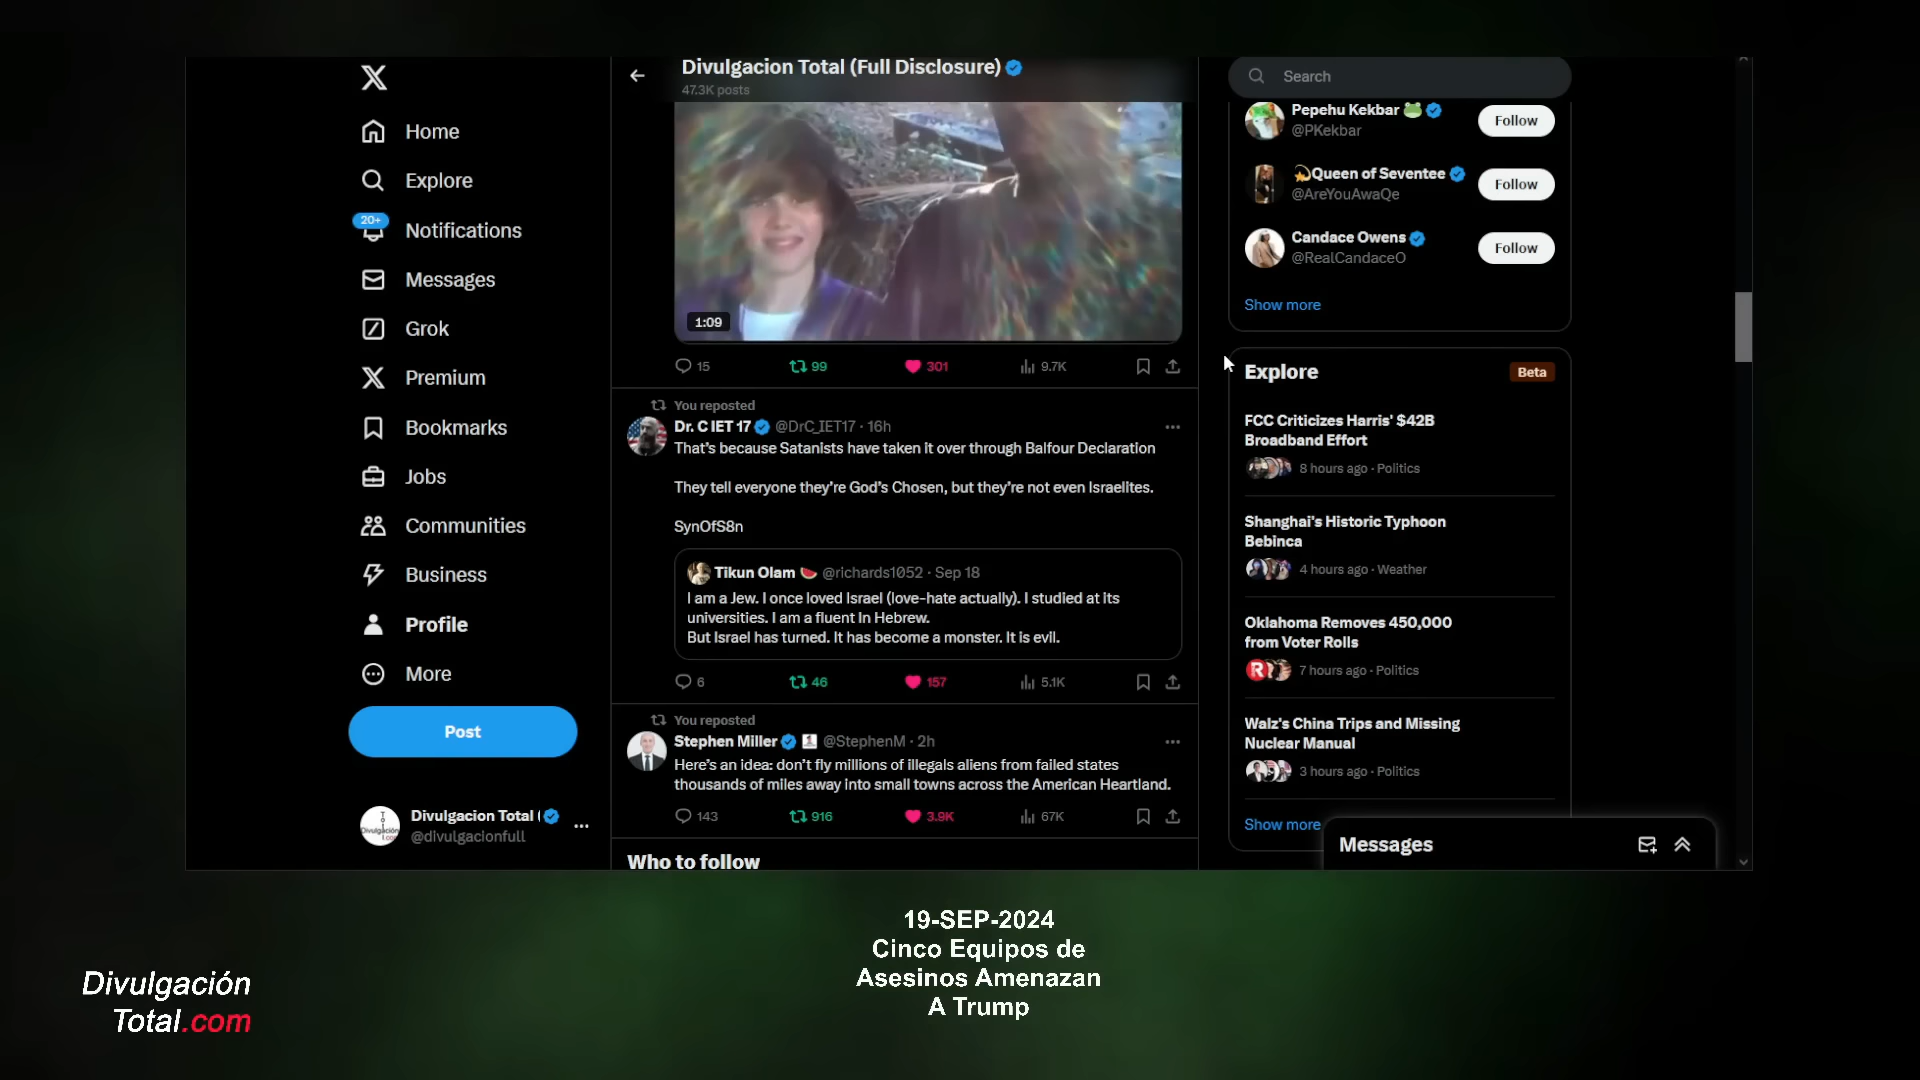 Home
Explore
20+
Notifications
Messages
Grok
Premium
Bookmarks
Jobs
Communities
Business
Profile
More
Post
Divulgacion Total (
@divulgacionfull
Divulgacion Total (Full Disclosure)
47.3K posts
1:09
15 99 301 9.7K
You reposted
Dr. C IET 17 @DrC_IET17 · 16h
That's because Satanists have taken it over through Balfour Declaration
They tell everyone they're God's Chosen, but they're not even Israelites.
SynOfS8n
Tikun Olam @richards1052 · Sep 18
I am a Jew. I once loved Israel (love-hate actually). I studied at its
universities. I am a fluent In Hebrew.
But Israel has turned. It has become a monster. It is evil.
6 46 157 5.1K
You reposted
Stephen Miller @StephenM · 2h
Here's an idea: don't fly millions of illegals aliens from failed states
thousands of miles away into small towns across the American Heartland.
143 916 3.9K 67K
Who to follow
Search
Pepehu Kekbar
@PKekbar
Follow
Queen of Seventee
@AreYouAwaQe
Follow
Candace Owens
@RealCandaceO
Follow
Show more
Explore
Beta
FCC Criticizes Harris' $42B
Broadband Effort
8 hours ago · Politics
Shanghai's Historic Typhoon
Bebinca
4 hours ago · Weather
Oklahoma Removes 450,000
from Voter Rolls
7 hours ago · Politics
Walz's China Trips and Missing
Nuclear Manual
3 hours ago · Politics
Show more
Messages
19-SEP-2024
Cinco Equipos de
Asesinos Amenazan
A Trump
Divulgación
Total.com